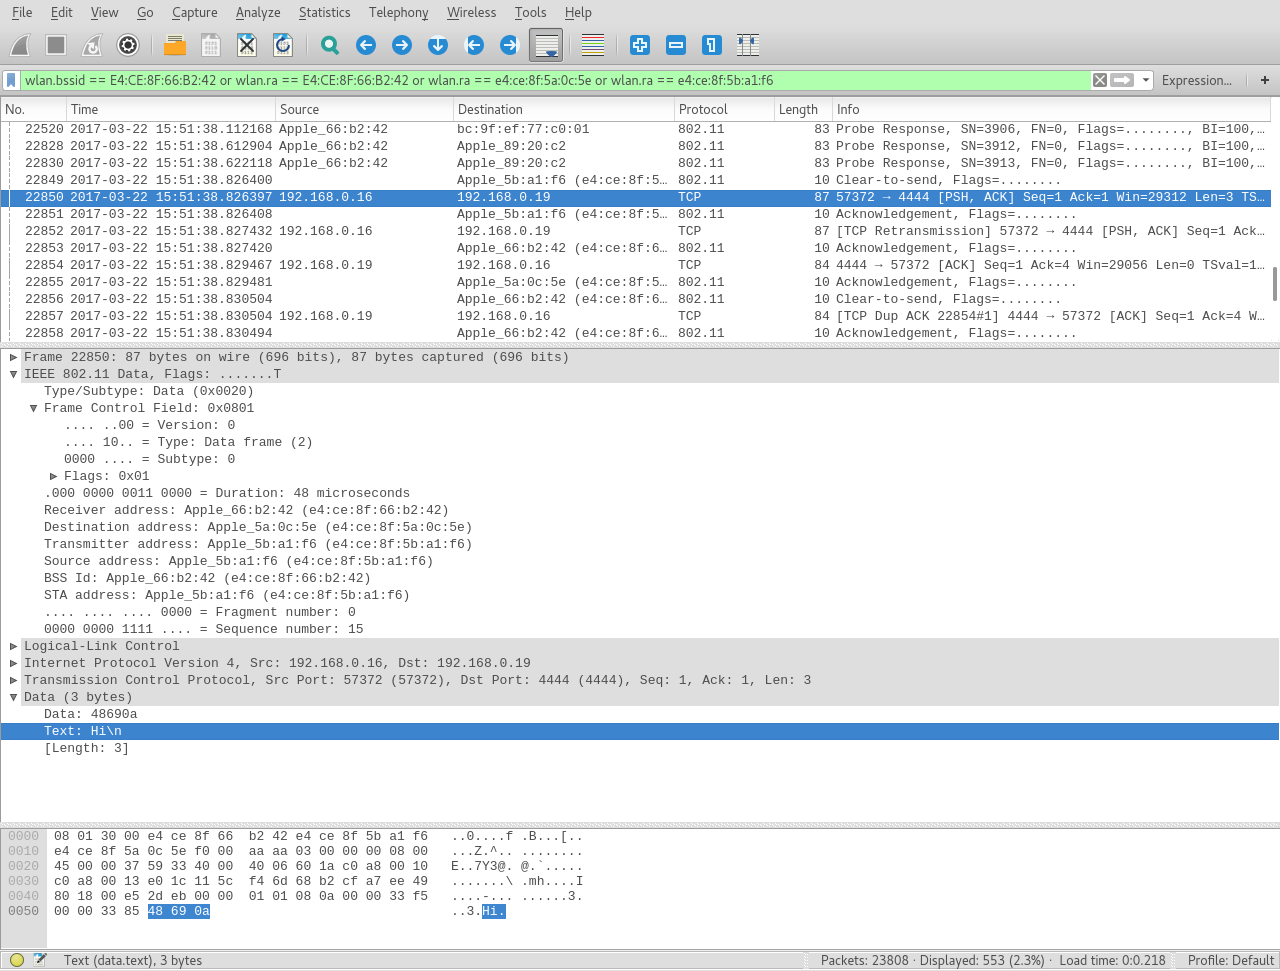 File Edit View Go Capture Analyze Statistics Telephony Wireless Tools Help
wlan.bssid == E4:CE:8F:66:B2:42 or wlan.ra == E4:CE:8F:66:B2:42 or wlan.ra == e4:ce:8f:5a:0c:5e or wlan.ra == e4:ce:8f:5b:a1:f6 Expression... +
No. Time Source Destination Protocol Length Info
22520 2017-03-22 15:51:38.112168 Apple_66:b2:42 bc:9f:ef:77:c0:01 802.11 83 Probe Response, SN=3906, FN=0, Flags=........, BI=100,…
22828 2017-03-22 15:51:38.612904 Apple_66:b2:42 Apple_89:20:c2 802.11 83 Probe Response, SN=3912, FN=0, Flags=........, BI=100,…
22830 2017-03-22 15:51:38.622118 Apple_66:b2:42 Apple_89:20:c2 802.11 83 Probe Response, SN=3913, FN=0, Flags=........, BI=100,…
22849 2017-03-22 15:51:38.826400 Apple_5b:a1:f6 (e4:ce:8f:5… 802.11 10 Clear-to-send, Flags=........
22850 2017-03-22 15:51:38.826397 192.168.0.16 192.168.0.19 TCP 87 57372 → 4444 [PSH, ACK] Seq=1 Ack=1 Win=29312 Len=3 TS…
22851 2017-03-22 15:51:38.826408 Apple_5b:a1:f6 (e4:ce:8f:5… 802.11 10 Acknowledgement, Flags=........
22852 2017-03-22 15:51:38.827432 192.168.0.16 192.168.0.19 TCP 87 [TCP Retransmission] 57372 → 4444 [PSH, ACK] Seq=1 Ack…
22853 2017-03-22 15:51:38.827420 Apple_66:b2:42 (e4:ce:8f:6… 802.11 10 Acknowledgement, Flags=........
22854 2017-03-22 15:51:38.829467 192.168.0.19 192.168.0.16 TCP 84 4444 → 57372 [ACK] Seq=1 Ack=4 Win=29056 Len=0 TSval=1…
22855 2017-03-22 15:51:38.829481 Apple_5a:0c:5e (e4:ce:8f:5… 802.11 10 Acknowledgement, Flags=........
22856 2017-03-22 15:51:38.830504 Apple_66:b2:42 (e4:ce:8f:6… 802.11 10 Clear-to-send, Flags=........
22857 2017-03-22 15:51:38.830504 192.168.0.19 192.168.0.16 TCP 84 [TCP Dup ACK 22854#1] 4444 → 57372 [ACK] Seq=1 Ack=4 W…
22858 2017-03-22 15:51:38.830494 Apple_66:b2:42 (e4:ce:8f:6… 802.11 10 Acknowledgement, Flags=........
Frame 22850: 87 bytes on wire (696 bits), 87 bytes captured (696 bits)
IEEE 802.11 Data, Flags: .......T
Type/Subtype: Data (0x0020)
Frame Control Field: 0x0801
.... ..00 = Version: 0
.... 10.. = Type: Data frame (2)
0000 .... = Subtype: 0
Flags: 0x01
.000 0000 0011 0000 = Duration: 48 microseconds
Receiver address: Apple_66:b2:42 (e4:ce:8f:66:b2:42)
Destination address: Apple_5a:0c:5e (e4:ce:8f:5a:0c:5e)
Transmitter address: Apple_5b:a1:f6 (e4:ce:8f:5b:a1:f6)
Source address: Apple_5b:a1:f6 (e4:ce:8f:5b:a1:f6)
BSS Id: Apple_66:b2:42 (e4:ce:8f:66:b2:42)
STA address: Apple_5b:a1:f6 (e4:ce:8f:5b:a1:f6)
.... .... .... 0000 = Fragment number: 0
0000 0000 1111 .... = Sequence number: 15
Logical-Link Control
Internet Protocol Version 4, Src: 192.168.0.16, Dst: 192.168.0.19
Transmission Control Protocol, Src Port: 57372 (57372), Dst Port: 4444 (4444), Seq: 1, Ack: 1, Len: 3
Data (3 bytes)
Data: 48690a
Text: Hi\n
[Length: 3]
0000 08 01 30 00 e4 ce 8f 66 b2 42 e4 ce 8f 5b a1 f6 ..0....f .B...[..
0010 e4 ce 8f 5a 0c 5e f0 00 aa aa 03 00 00 00 08 00 ...Z.^.. ........
0020 45 00 00 37 59 33 40 00 40 06 60 1a c0 a8 00 10 E..7Y3@. @.`.....
0030 c0 a8 00 13 e0 1c 11 5c f4 6d 68 b2 cf a7 ee 49 .......\ .mh....I
0040 80 18 00 e5 2d eb 00 00 01 01 08 0a 00 00 33 f5 ....-... ......3.
0050 00 00 33 85 48 69 0a ..3.Hi.
Text (data.text), 3 bytes Packets: 23808 · Displayed: 553 (2.3%) · Load time: 0:0.218 Profile: Default